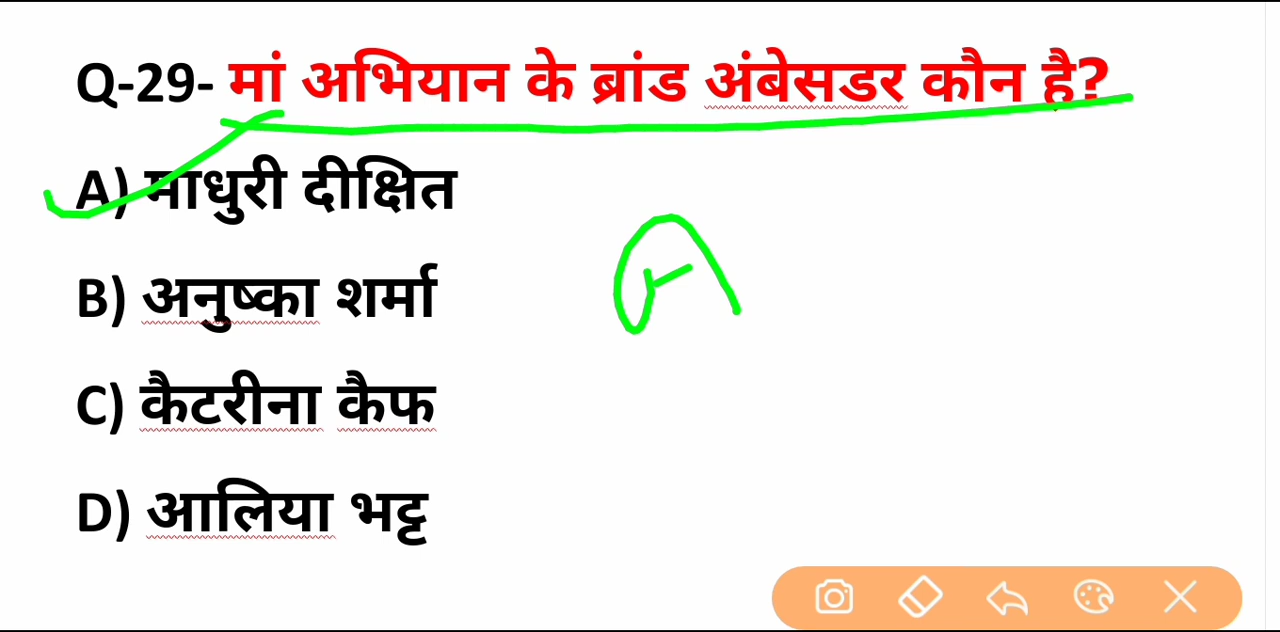 Q-29- मां अभियान के ब्रांड अंबेसडर कौन है?
A) माधुरी दीक्षित
B) अनुष्का शर्मा
A
C) कैटरीना कैफ
D) आलिया भट्ट